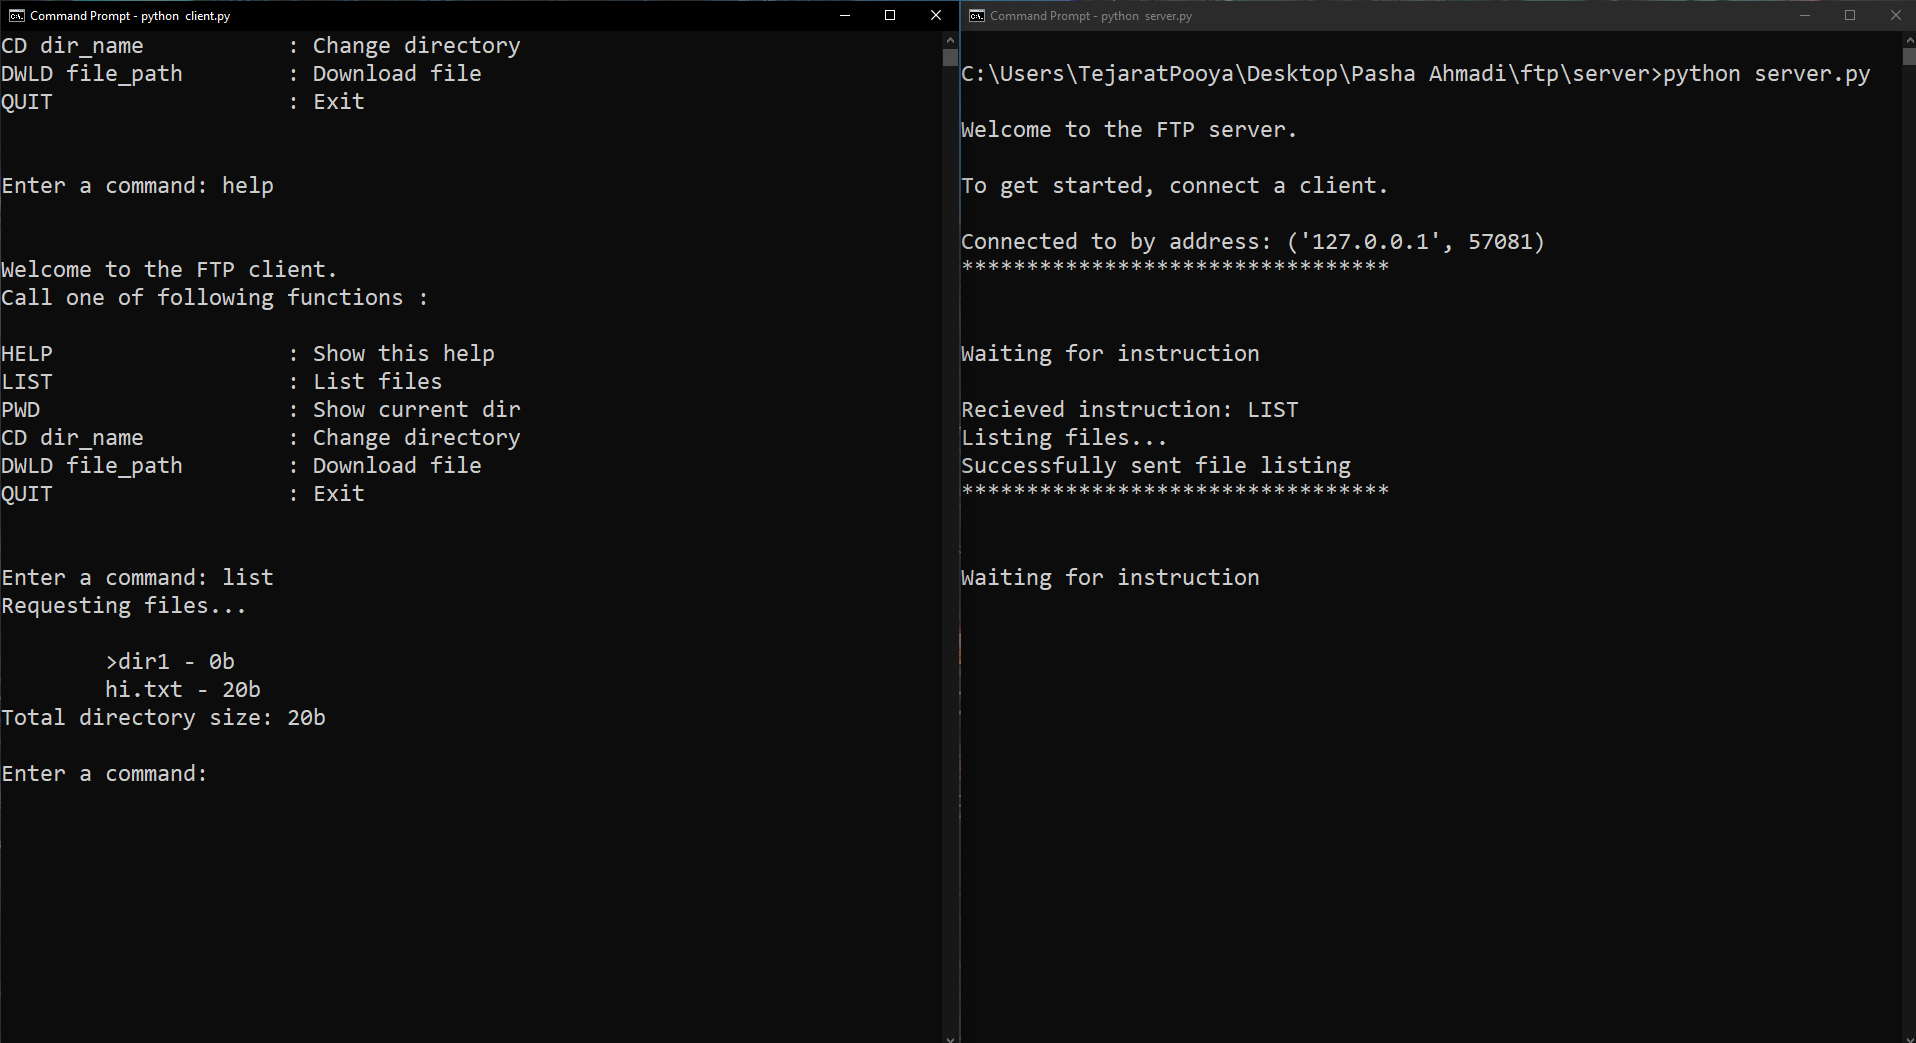 Command Prompt - python  client.py
CD dir_name           : Change directory
DWLD file_path        : Download file
QUIT                  : Exit
Enter a command: help
Welcome to the FTP client.
Call one of following functions :
HELP                  : Show this help
LIST                  : List files
PWD                   : Show current dir
CD dir_name           : Change directory
DWLD file_path        : Download file
QUIT                  : Exit
Enter a command: list
Requesting files...
        >dir1 - 0b
        hi.txt - 20b
Total directory size: 20b
Enter a command:
Command Prompt - python  server.py
C:\Users\TejaratPooya\Desktop\Pasha Ahmadi\ftp\server>python server.py
Welcome to the FTP server.
To get started, connect a client.
Connected to by address: ('127.0.0.1', 57081)
*********************************
Waiting for instruction
Recieved instruction: LIST
Listing files...
Successfully sent file listing
*********************************
Waiting for instruction